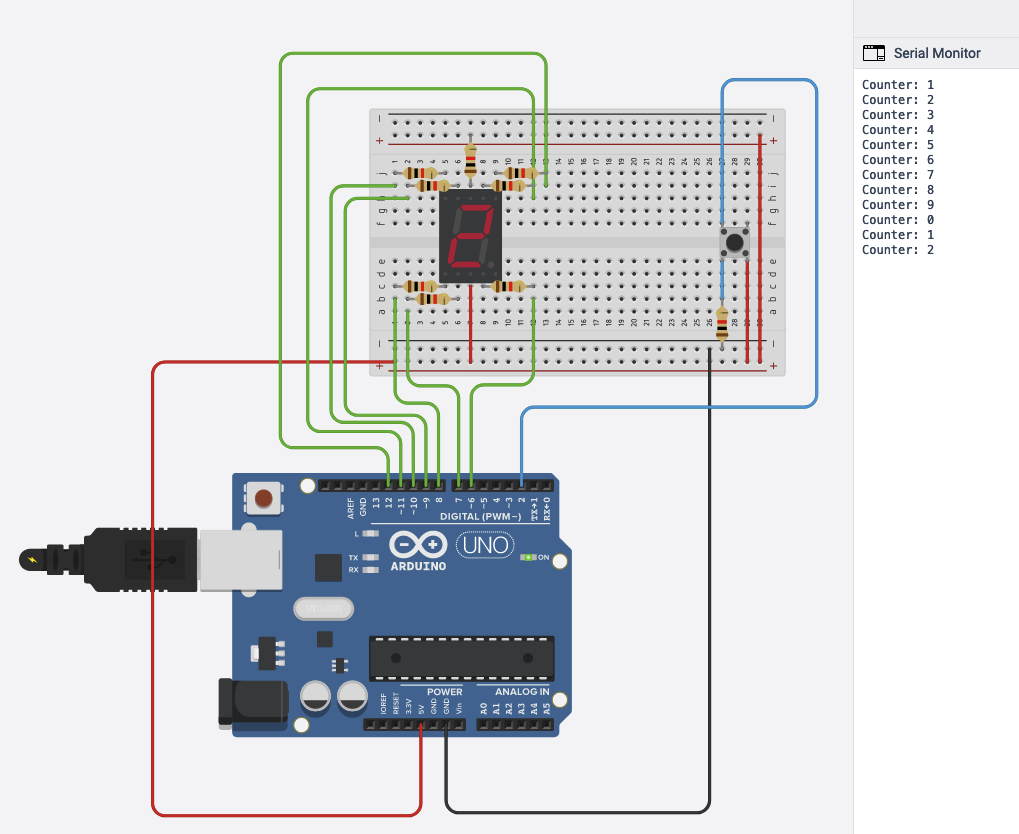 Serial Monitor
Counter: 1
Counter: 2
Counter: 3
Counter: 4
Counter: 5
Counter: 6
Counter: 7
Counter: 8
Counter: 9
Counter: 0
Counter: 1
Counter: 2
2
AREF
GND
13
12
~11
~10
~9
8
7
~6
~5
4
~3
2
TX→1
RX←0
DIGITAL (PWM~)
L
TX
RX
ARDUINO
UNO
ON
POWER
ANALOG IN
IOREF
RESET
3.3V
5V
GND
GND
Vin
A0
A1
A2
A3
A4
A5